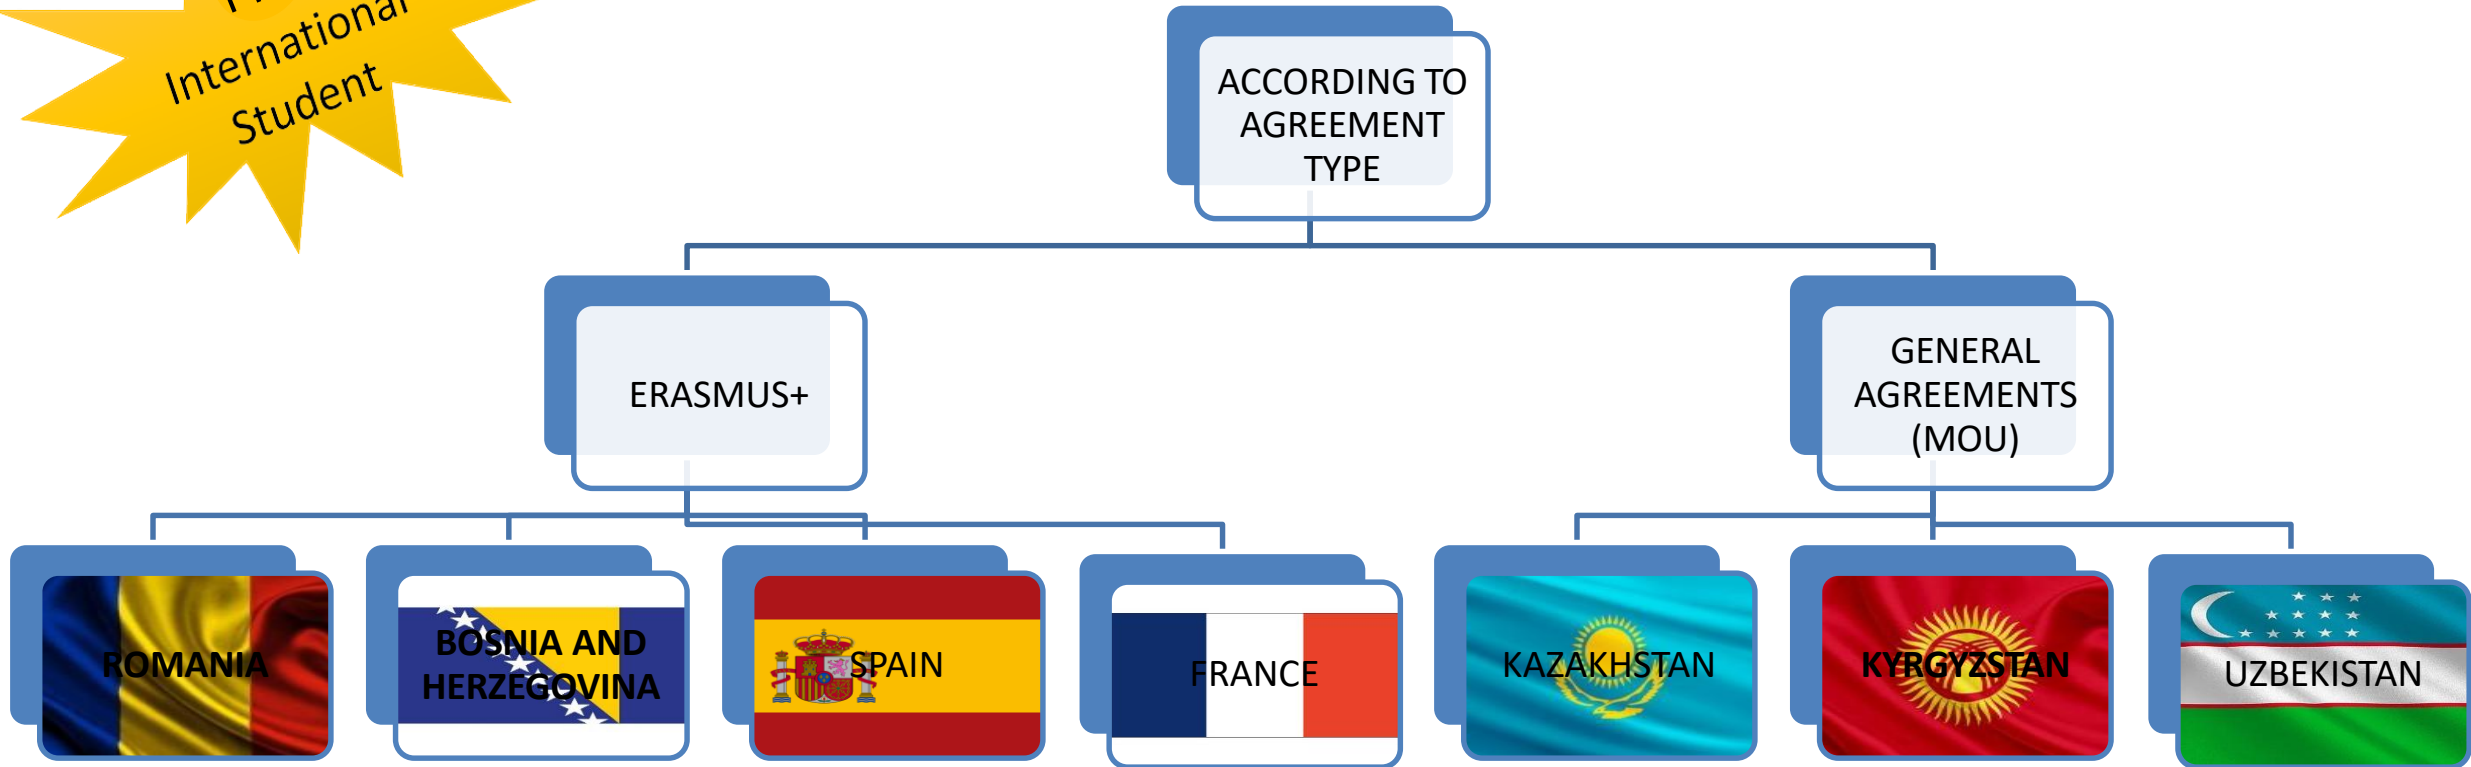 International
Student
ACCORDING TO
AGREEMENT
TYPE
ERASMUS+
GENERAL
AGREEMENTS
(MOU)
ROMANIA
BOSNIA AND
HERZEGOVINA
SPAIN
FRANCE
KAZAKHSTAN
KYRGYZSTAN
UZBEKISTAN